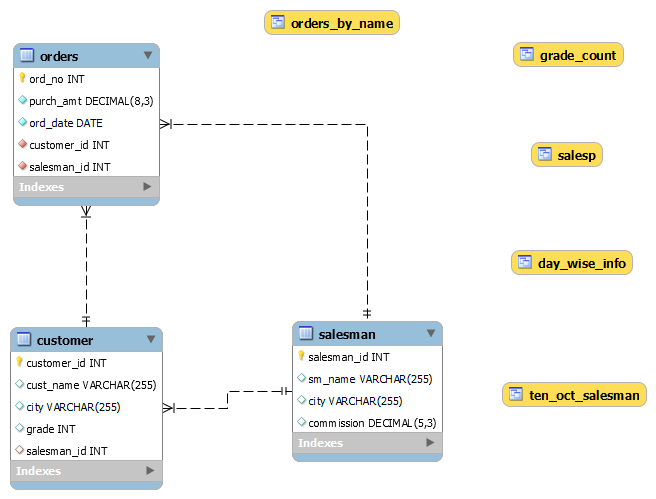 orders_by_name
orders
ord_no INT
purch_amt DECIMAL(8,3)
ord_date DATE
customer_id INT
salesman_id INT
Indexes
grade_count
salesp
day_wise_info
customer
customer_id INT
cust_name VARCHAR(255)
city VARCHAR(255)
grade INT
salesman_id INT
Indexes
salesman
salesman_id INT
sm_name VARCHAR(255)
city VARCHAR(255)
commission DECIMAL(5,3)
Indexes
ten_oct_salesman